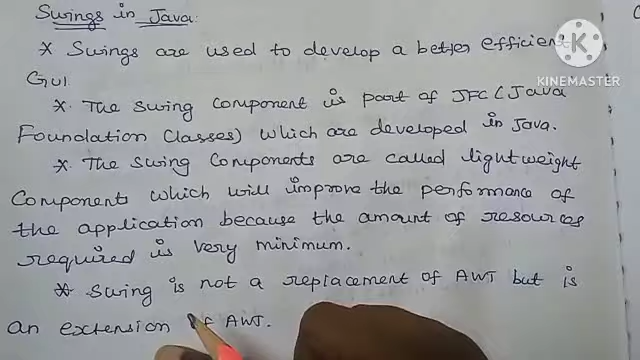 Swings in Java:
* Swings are used to develop a better efficient
GUI
* The swing component is part of JFC (Java
Foundation classes) which are developed in Java.
* The swing components are called lightweight
components which will improve the performance of
the application because the amount of resources
required is very minimum.
* Swing is not a replacement of AWT but is
an extension of AWT.
KINEMASTER